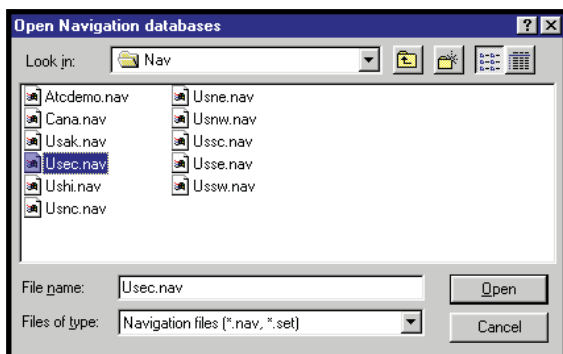 Open Navigation databases
Look in: Nav
Atcdemo.nav Usne.nav
Cana.nav Usnw.nav
Usak.nav Ussc.nav
Usec.nav Usse.nav
Ushi.nav Ussw.nav
Usnc.nav
File name: Usec.nav Open
Files of type: Navigation files (*.nav, *.set) Cancel